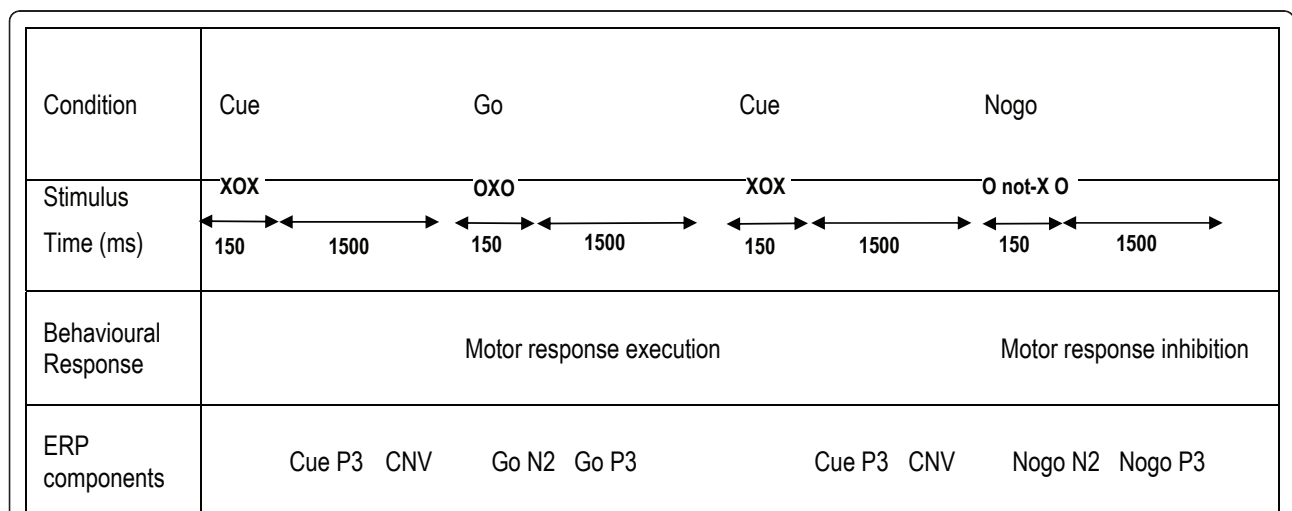 Condition Cue Go Cue Nogo
Stimulus XOX OXO XOX O not-X O
Time (ms) 150 1500 150 1500 150 1500 150 1500
Behavioural
Response Motor response execution Motor response inhibition
ERP
components Cue P3 CNV Go N2 Go P3 Cue P3 CNV Nogo N2 Nogo P3